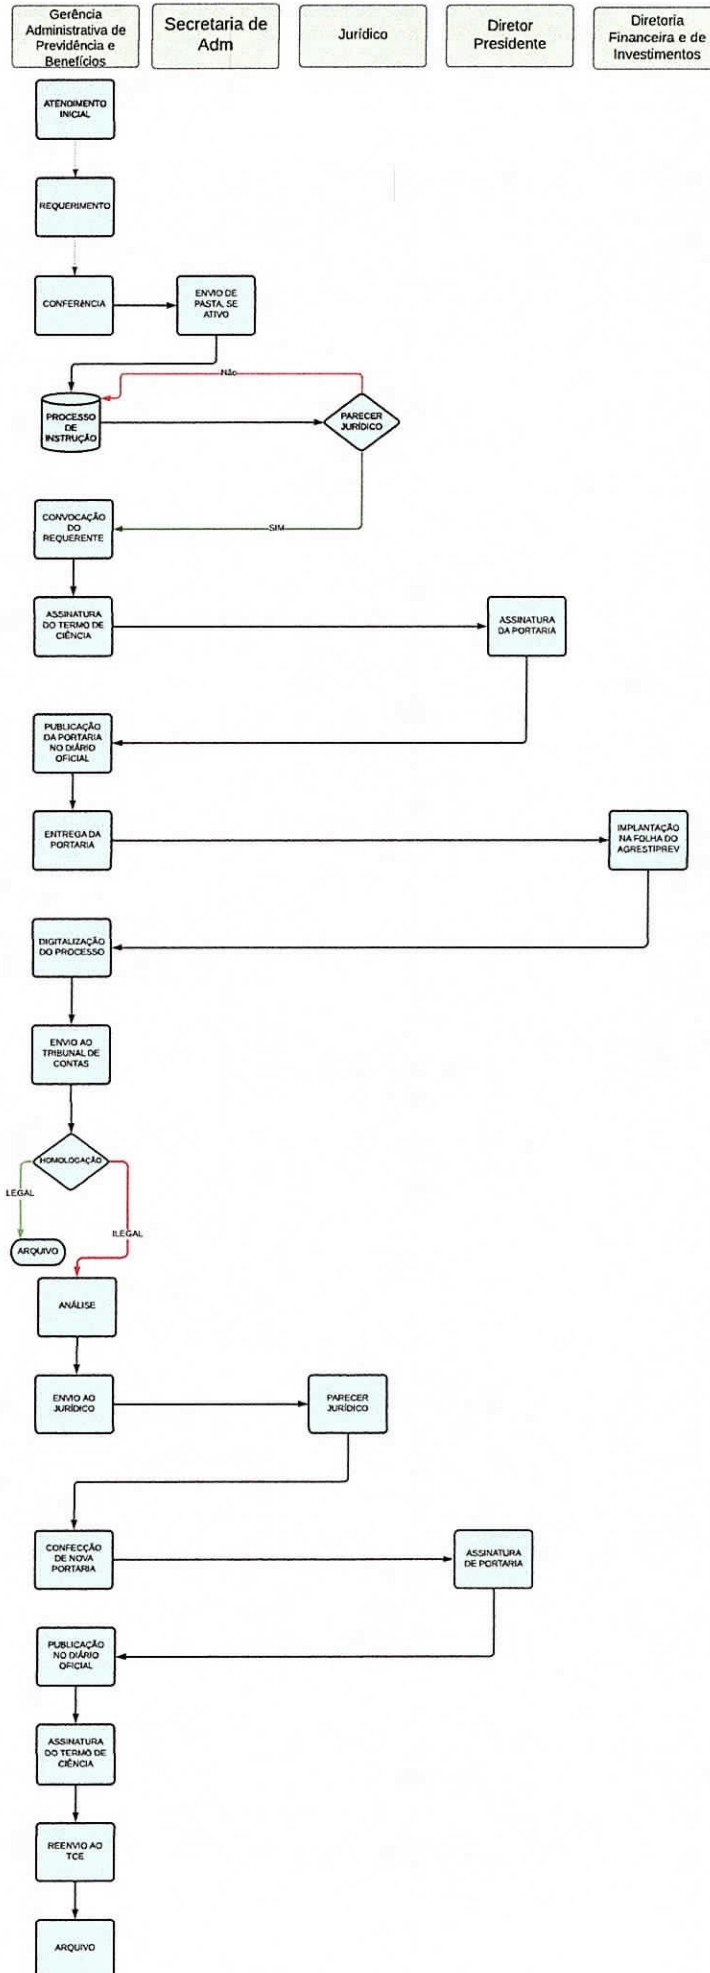 Gerência
Administrativa de
Previdência e
Benefícios
Secretaria de
Adm
Jurídico
Diretor
Presidente
Diretoria
Financeira e de
Investimentos
ATENDIMENTO
INICIAL
REQUERIMENTO
CONFERÊNCIA
ENVIO DE
PASTA, SE
ATIVO
Não
PROCESSO
DE
INSTRUÇÃO
PARECER
JURÍDICO
CONVOCAÇÃO
DO
REQUERENTE
SIM
ASSINATURA
DO TERMO DE
CIÊNCIA
ASSINATURA
DA PORTARIA
PUBLICAÇÃO
DA PORTARIA
NO DIÁRIO
OFICIAL
ENTREGA DA
PORTARIA
IMPLANTAÇÃO
NA FOLHA DO
AGRESTIPREV
DIGITALIZAÇÃO
DO PROCESSO
ENVIO AO
TRIBUNAL DE
CONTAS
HOMOLOGAÇÃO
LEGAL
ILEGAL
ARQUIVO
ANÁLISE
ENVIO AO
JURÍDICO
PARECER
JURÍDICO
CONFECÇÃO
DE NOVA
PORTARIA
ASSINATURA
DE PORTARIA
PUBLICAÇÃO
NO DIÁRIO
OFICIAL
ASSINATURA
DO TERMO DE
CIÊNCIA
REENVIO AO
TCE
ARQUIVO